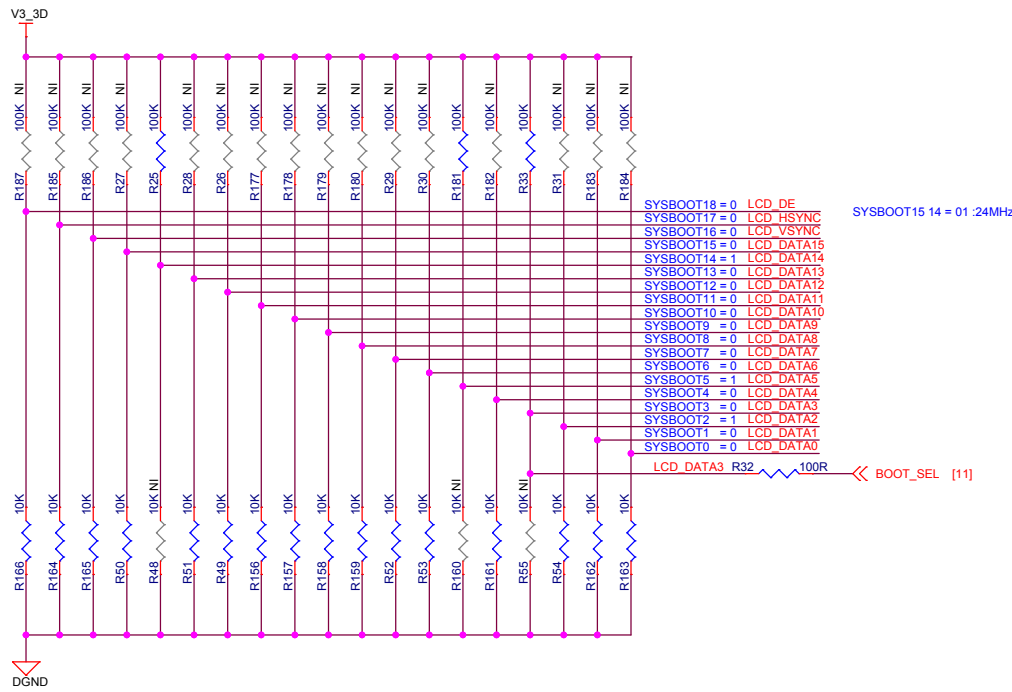 V3_3D
100K NI
100K NI
100K NI
100K NI
100K
100K NI
100K NI
100K NI
100K NI
100K NI
100K NI
100K NI
100K NI
100K
100K NI
100K
100K NI
100K NI
100K NI
R187
R185
R186
R27
R25
R28
R26
R177
R178
R179
R180
R29
R30
R181
R182
R33
R31
R183
R184
SYSBOOT18 = 0 LCD_DE
SYSBOOT15 14 = 01 :24MHz
SYSBOOT17 = 0 LCD_HSYNC
SYSBOOT16 = 0 LCD_VSYNC
SYSBOOT15 = 0 LCD_DATA15
SYSBOOT14 = 1 LCD_DATA14
SYSBOOT13 = 0 LCD_DATA13
SYSBOOT12 = 0 LCD_DATA12
SYSBOOT11 = 0 LCD_DATA11
SYSBOOT10 = 0 LCD_DATA10
SYSBOOT9 = 0 LCD_DATA9
SYSBOOT8 = 0 LCD_DATA8
SYSBOOT7 = 0 LCD_DATA7
SYSBOOT6 = 0 LCD_DATA6
SYSBOOT5 = 1 LCD_DATA5
SYSBOOT4 = 0 LCD_DATA4
SYSBOOT3 = 0 LCD_DATA3
SYSBOOT2 = 1 LCD_DATA2
SYSBOOT1 = 0 LCD_DATA1
SYSBOOT0 = 0 LCD_DATA0
LCD_DATA3 R32 100R BOOT_SEL [11]
10K
10K
10K
10K
10K NI
10K
10K
10K
10K
10K
10K
10K
10K
10K NI
10K
10K NI
10K
10K
10K
R166
R164
R165
R50
R48
R51
R49
R156
R157
R158
R159
R52
R53
R160
R161
R55
R54
R162
R163
DGND